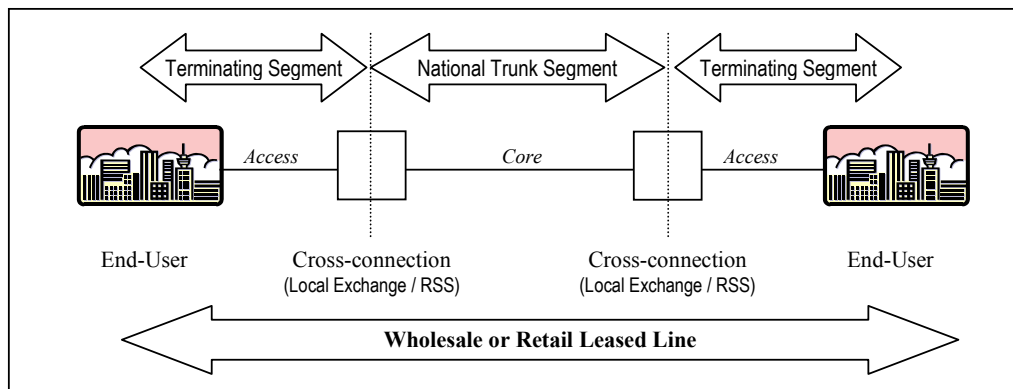 Terminating Segment National Trunk Segment Terminating Segment
Access Core Access
End-User Cross-connection Cross-connection End-User
(Local Exchange / RSS) (Local Exchange / RSS)
Wholesale or Retail Leased Line